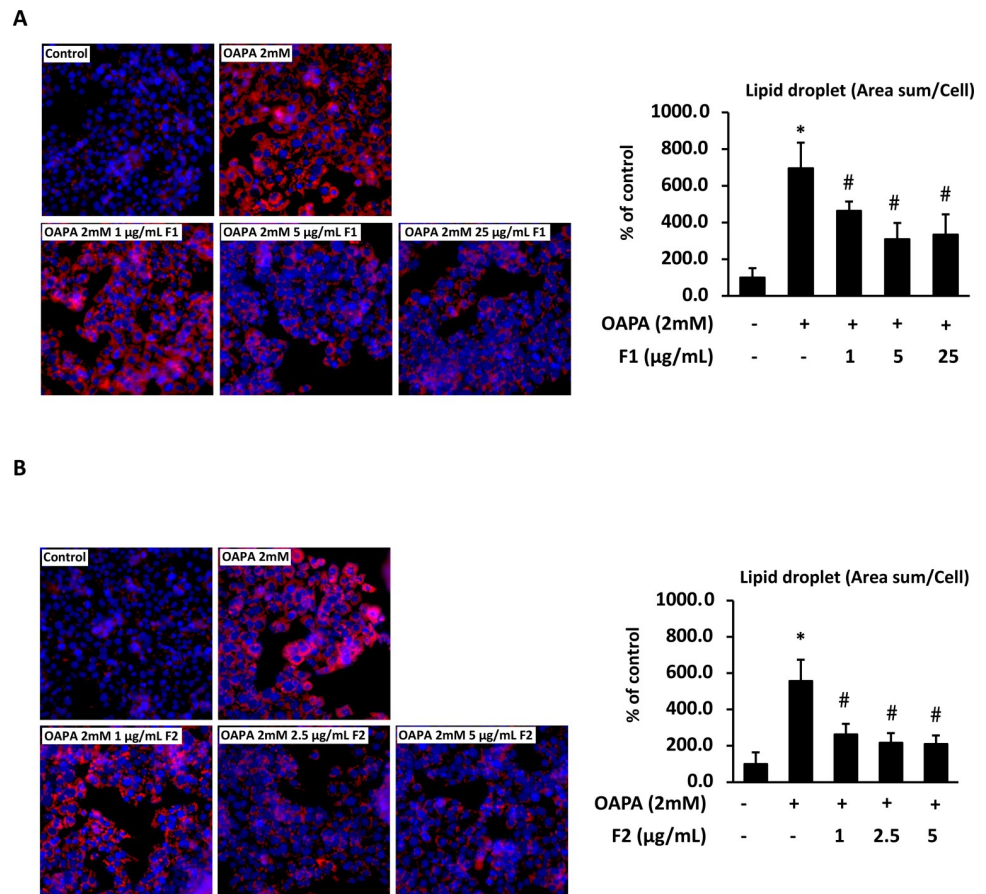 A
Control
OAPA 2mM
OAPA 2mM 1 µg/mL F1
OAPA 2mM 5 µg/mL F1
OAPA 2mM 25 µg/mL F1
Lipid droplet (Area sum/Cell)
% of control
1000.0
800.0
600.0
400.0
200.0
0.0
*
#
#
#
OAPA (2mM) - + + + +
F1 (µg/mL) - - 1 5 25
B
Control
OAPA 2mM
OAPA 2mM 1 µg/mL F2
OAPA 2mM 2.5 µg/mL F2
OAPA 2mM 5 µg/mL F2
Lipid droplet (Area sum/Cell)
% of control
1000.0
800.0
600.0
400.0
200.0
0.0
*
#
#
#
OAPA (2mM) - + + + +
F2 (µg/mL) - - 1 2.5 5